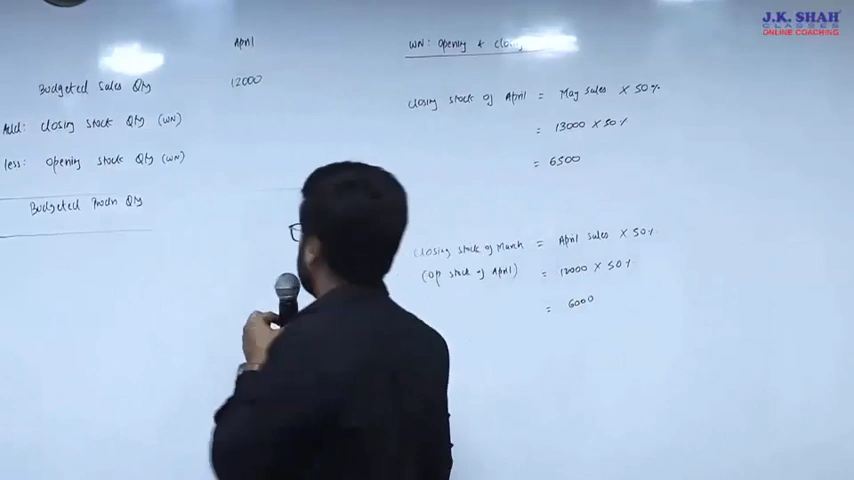 J.K. SHAH
CLASSES
ONLINE COACHING
April
Budgeted Sales Qty 12000
Add: Closing Stock Qty (WN)
less: Opening stock Qty (WN)
Budgeted Prodn Qty
WN: Opening &
Closing stock of April = May Sales X 50%
= 13000 X 50%
= 6500
Closing stock of March = April Sales X 50%
(Op stock of April) = 12000 X 50%
= 6000